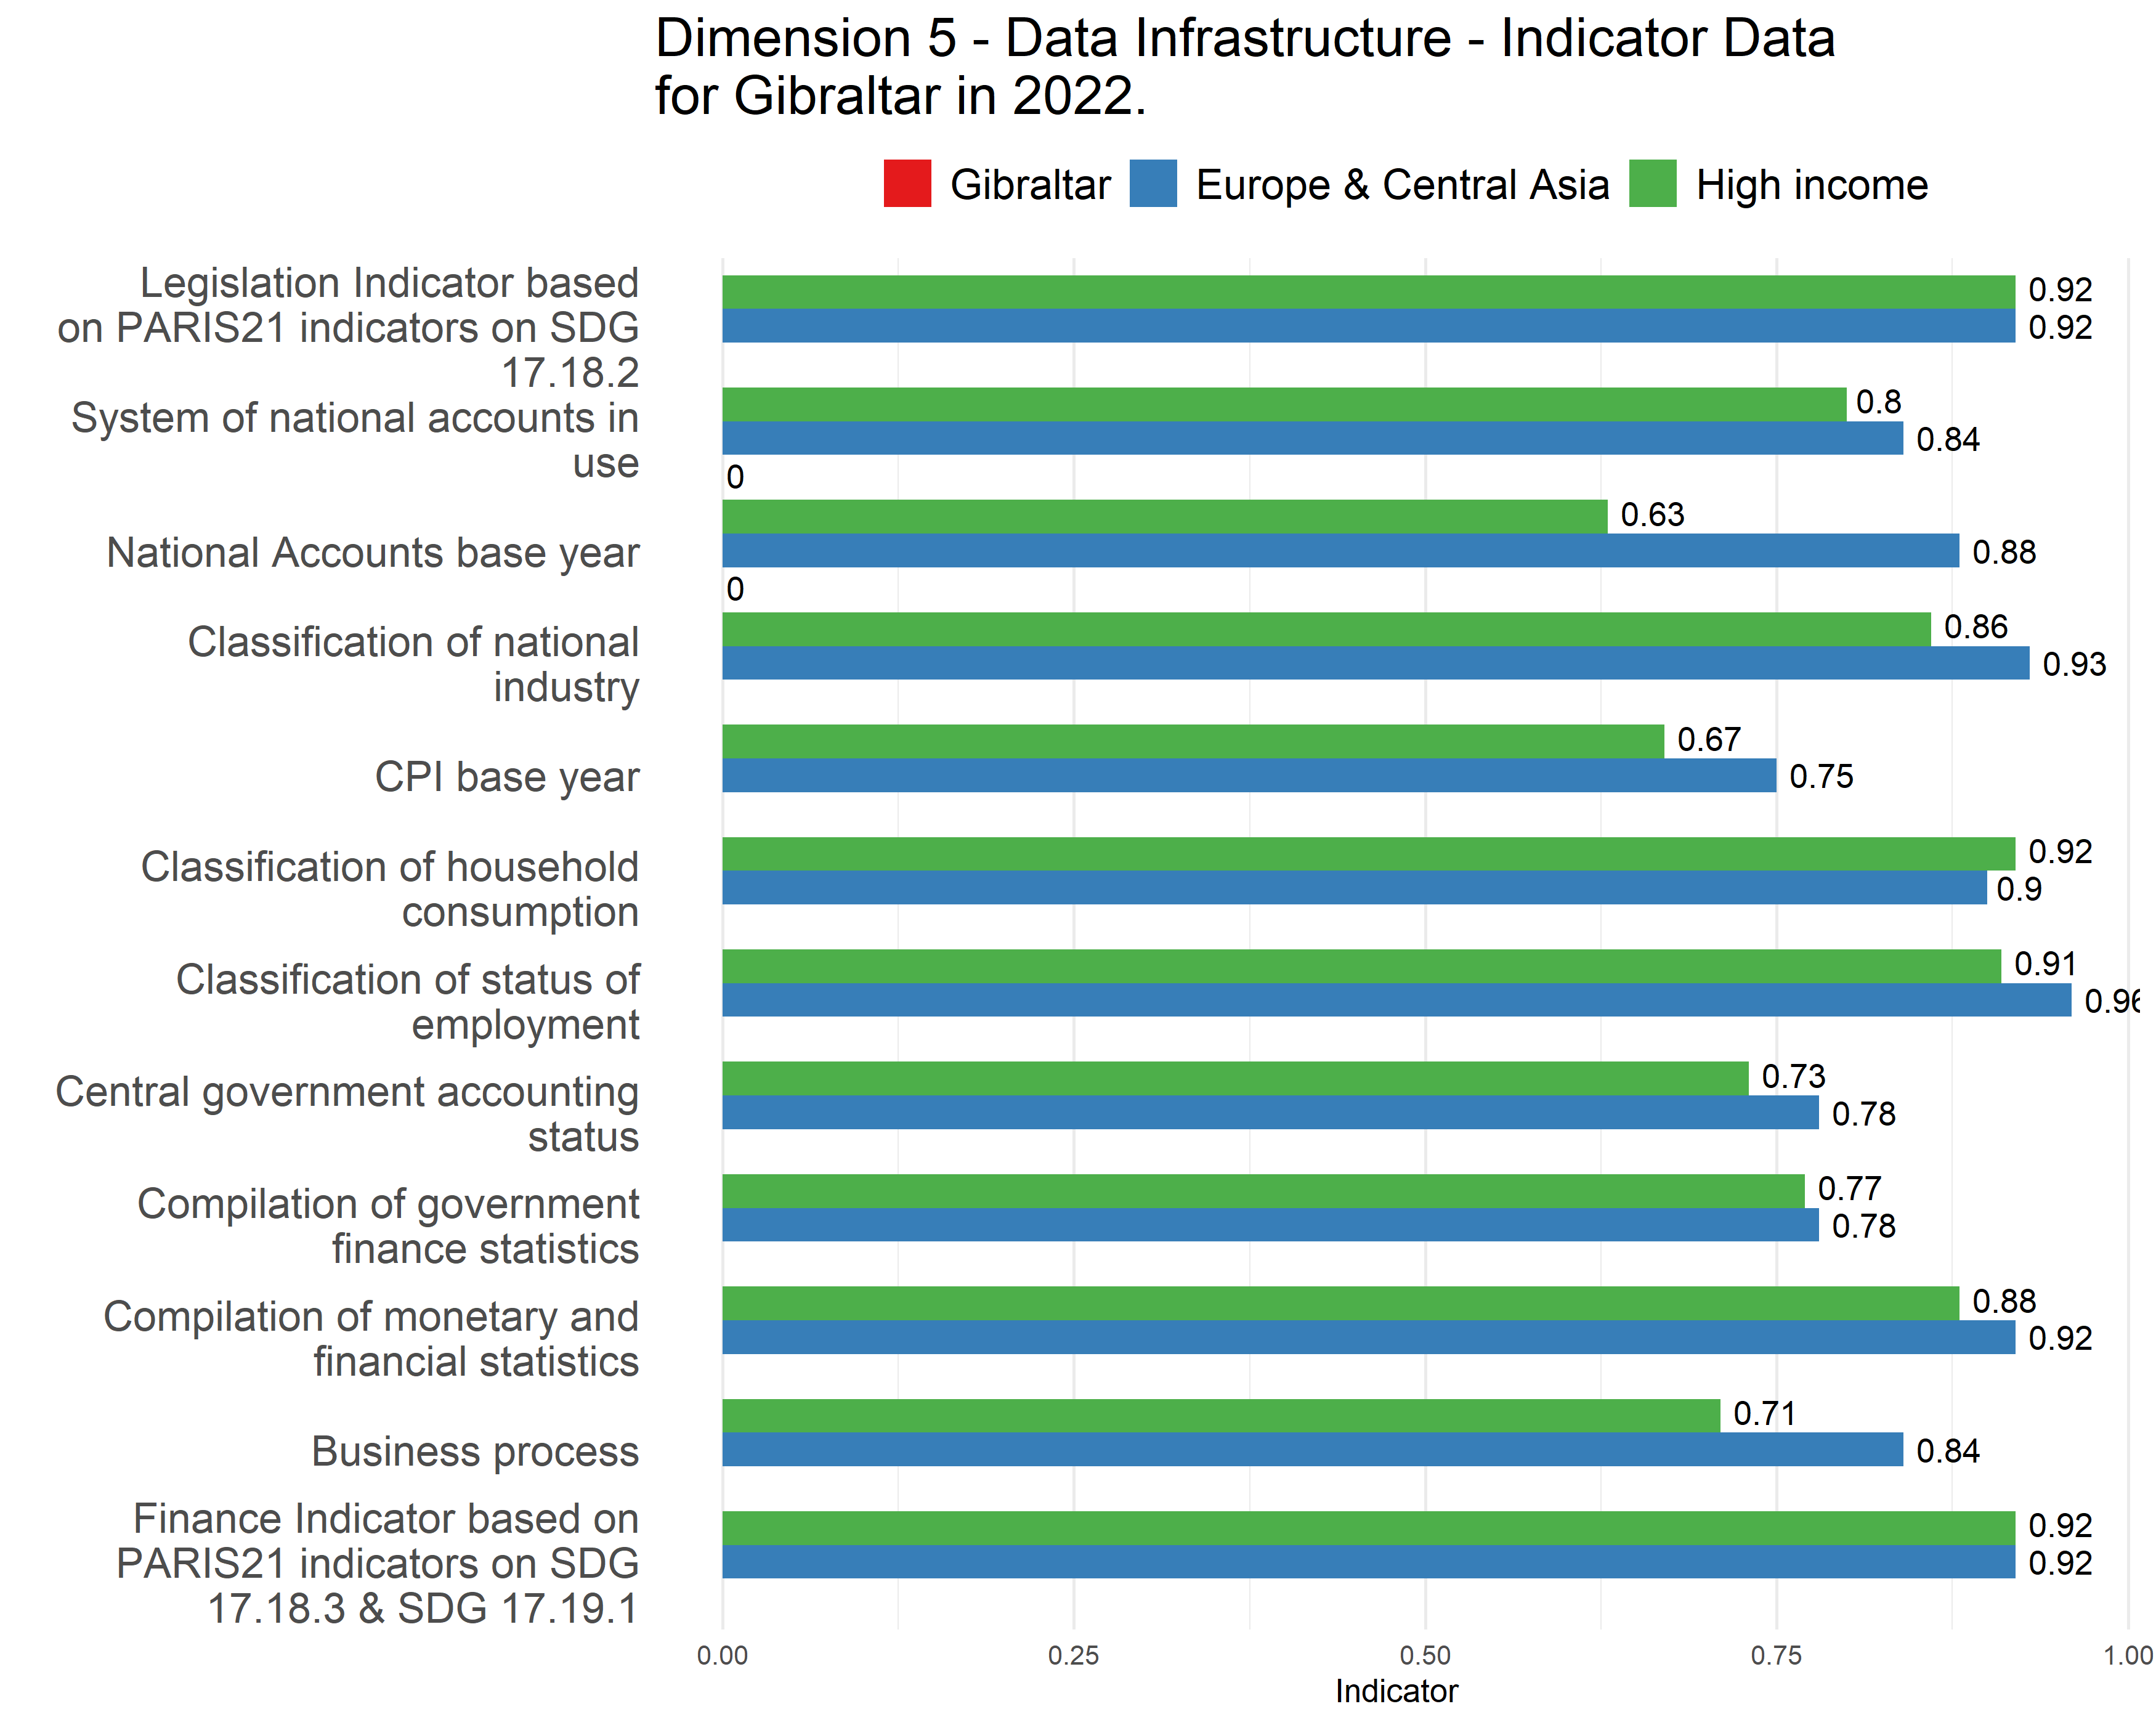 Dimension 5 - Data Infrastructure - Indicator Data
for Gibraltar in 2022.
Gibraltar
Europe & Central Asia
High income
Legislation Indicator based
on PARIS21 indicators on SDG
17.18.2
0.92
0.92
System of national accounts in
use
0.8
0.84
0
National Accounts base year
0.63
0.88
0
Classification of national
industry
0.86
0.93
CPI base year
0.67
0.75
Classification of household
consumption
0.92
0.9
Classification of status of
employment
0.91
0.96
Central government accounting
status
0.73
0.78
Compilation of government
finance statistics
0.77
0.78
Compilation of monetary and
financial statistics
0.88
0.92
Business process
0.71
0.84
Finance Indicator based on
PARIS21 indicators on SDG
17.18.3 & SDG 17.19.1
0.92
0.92
0.00
0.25
0.50
0.75
1.00
Indicator